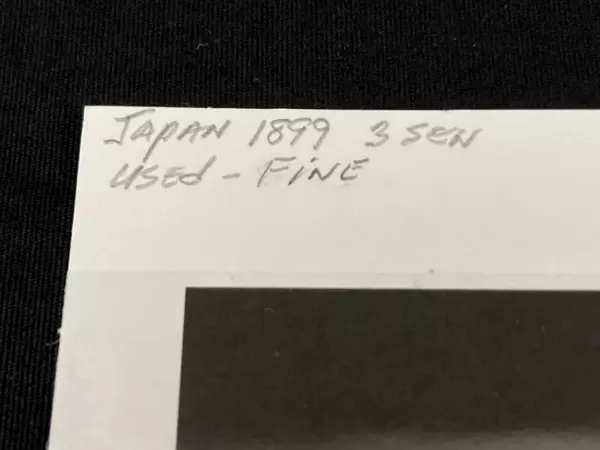 JAPAN 1899 3 SEN
USEd - FiNE